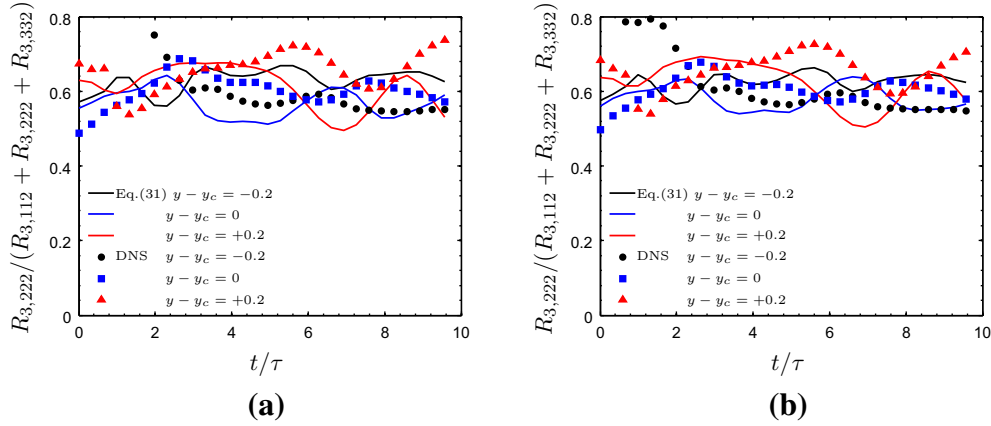 R3,222/(R3,112 + R3,222 + R3,332)
0.8
0.6
0.4
0.2
0
Eq.(31) y − yc = −0.2
y − yc = 0
y − yc = +0.2
DNS y − yc = −0.2
y − yc = 0
y − yc = +0.2
0 2 4 6 8 10
t/τ
(a)
R3,222/(R3,112 + R3,222 + R3,332)
0.8
0.6
0.4
0.2
0
Eq.(31) y − yc = −0.2
y − yc = 0
y − yc = +0.2
DNS y − yc = −0.2
y − yc = 0
y − yc = +0.2
0 2 4 6 8 10
t/τ
(b)